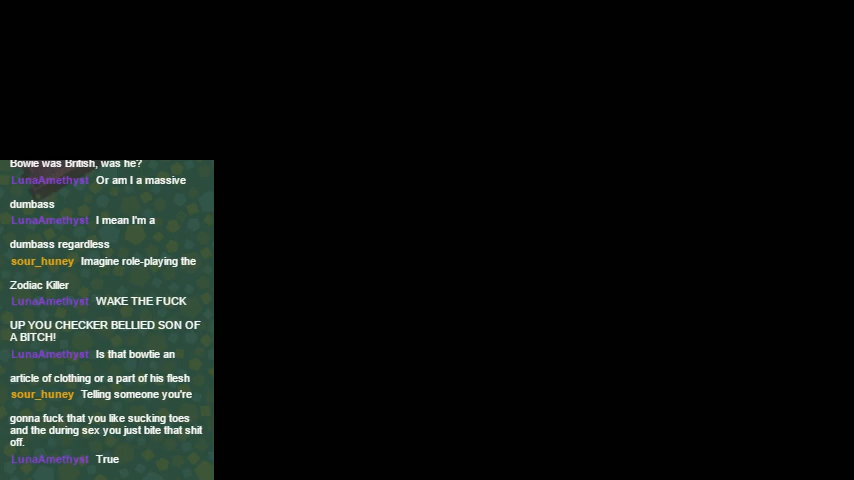 Bowie was British, was he?
LunaAmethyst Or am I a massive
dumbass
LunaAmethyst I mean I'm a
dumbass regardless
sour_huney Imagine role-playing the
Zodiac Killer
LunaAmethyst WAKE THE FUCK
UP YOU CHECKER BELLIED SON OF
A BITCH!
LunaAmethyst Is that bowtie an
article of clothing or a part of his flesh
sour_huney Telling someone you're
gonna fuck that you like sucking toes
and the during sex you just bite that shit
off.
LunaAmethyst True